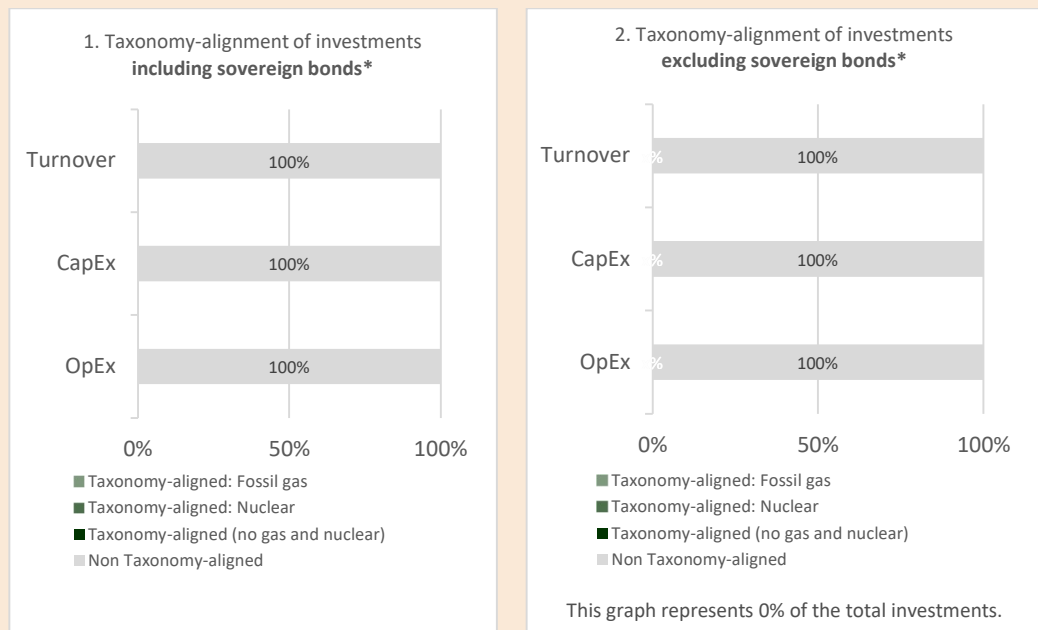 1. Taxonomy-alignment of investments
including sovereign bonds*
Turnover
100%
CapEx
100%
OpEx
100%
0%
50%
100%
Taxonomy-aligned: Fossil gas
Taxonomy-aligned: Nuclear
Taxonomy-aligned (no gas and nuclear)
Non Taxonomy-aligned
2. Taxonomy-alignment of investments
excluding sovereign bonds*
Turnover
%
100%
CapEx
%
100%
OpEx
%
100%
0%
50%
100%
Taxonomy-aligned: Fossil gas
Taxonomy-aligned: Nuclear
Taxonomy-aligned (no gas and nuclear)
Non Taxonomy-aligned
This graph represents 0% of the total investments.